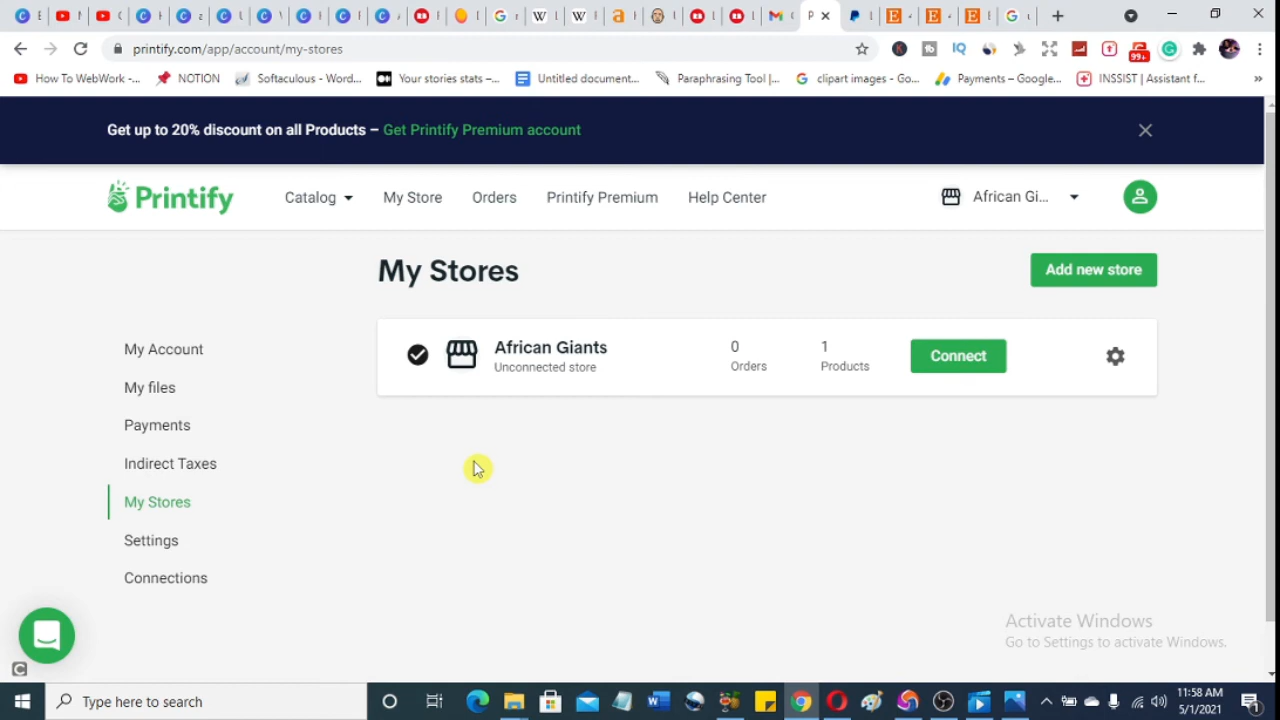 printify.com/app/account/my-stores
How To WebWork -...
NOTION
Softaculous - Word...
Your stories stats –...
Untitled document...
Paraphrasing Tool |...
clipart images - Go...
Payments – Google...
INSSIST | Assistant f...
»
99+
Get up to 20% discount on all Products – Get Printify Premium account
Printify
Catalog
My Store
Orders
Printify Premium
Help Center
African Gi...
My Stores
Add new store
My Account
My files
Payments
Indirect Taxes
My Stores
Settings
Connections
African Giants
Unconnected store
0
Orders
1
Products
Connect
Activate Windows
Go to Settings to activate Windows.
Type here to search
11:58 AM
5/1/2021